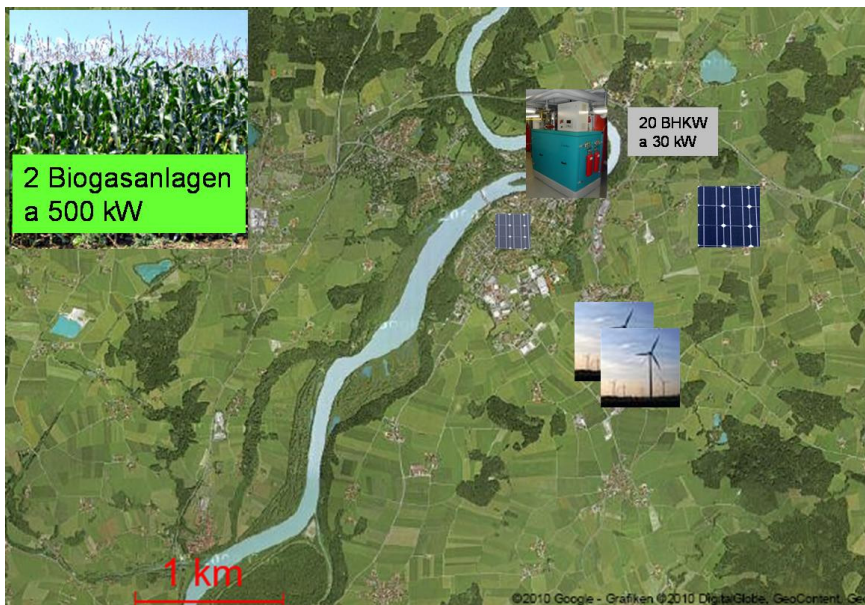 2 Biogasanlagen
a 500 kW
20 BHKW
a 30 kW
1 km
©2010 Google - Grafiken ©2010 DigitalGlobe, GeoContent, Ge